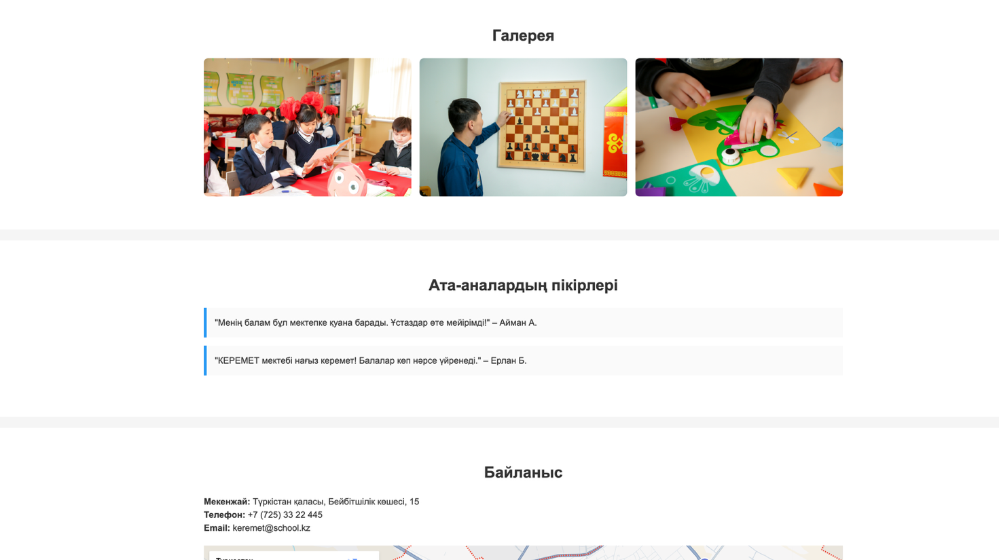 Галерея
Ата-аналардың пікірлері
"Менің балам бұл мектепке қуана барады. Ұстаздар өте мейірімді!" – Айман А.
"КЕРЕМЕТ мектебі нағыз керемет! Балалар көп нәрсе үйренеді." – Ерлан Б.
Байланыс
Мекенжай: Түркістан қаласы, Бейбітшілік көшесі, 15
Телефон: +7 (725) 33 22 445
Email: keremet@school.kz